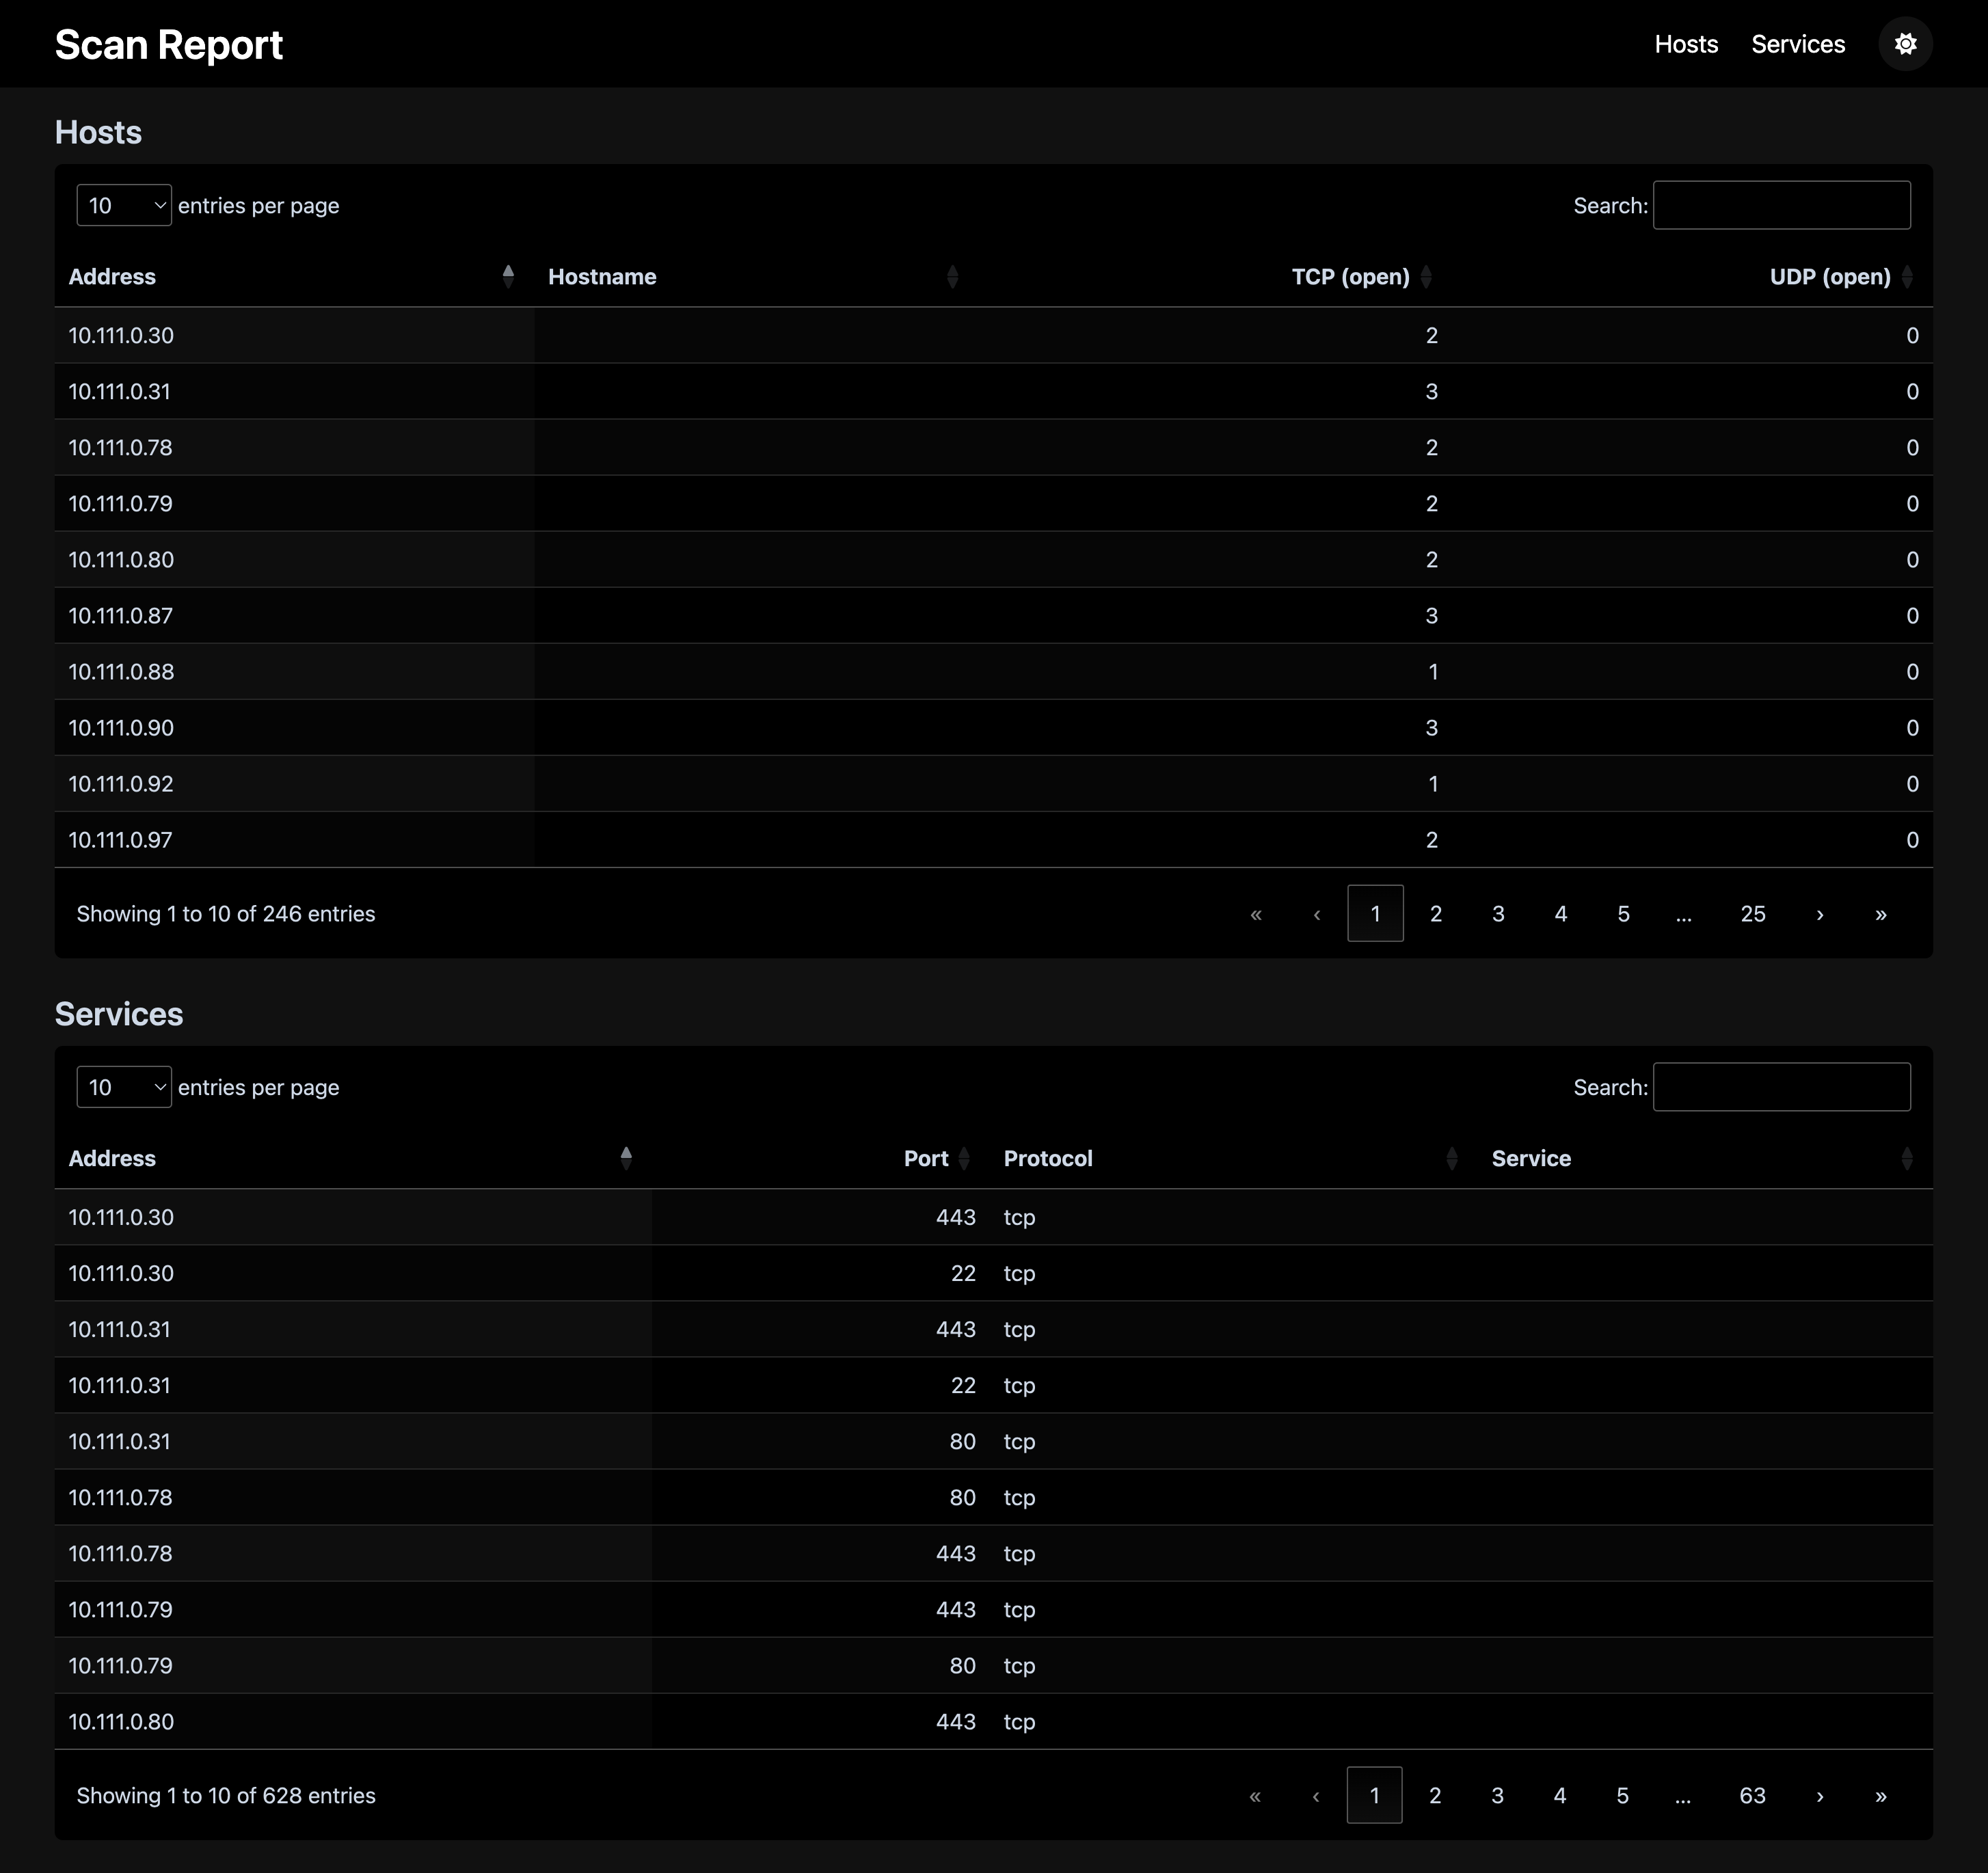 Scan Report Hosts Services
Hosts
10 entries per page Search:
Address Hostname TCP (open) UDP (open)
10.111.0.30 2 0
10.111.0.31 3 0
10.111.0.78 2 0
10.111.0.79 2 0
10.111.0.80 2 0
10.111.0.87 3 0
10.111.0.88 1 0
10.111.0.90 3 0
10.111.0.92 1 0
10.111.0.97 2 0
Showing 1 to 10 of 246 entries « ‹ 1 2 3 4 5 ... 25 › »
Services
10 entries per page Search:
Address Port Protocol Service
10.111.0.30 443 tcp
10.111.0.30 22 tcp
10.111.0.31 443 tcp
10.111.0.31 22 tcp
10.111.0.31 80 tcp
10.111.0.78 80 tcp
10.111.0.78 443 tcp
10.111.0.79 443 tcp
10.111.0.79 80 tcp
10.111.0.80 443 tcp
Showing 1 to 10 of 628 entries « ‹ 1 2 3 4 5 ... 63 › »